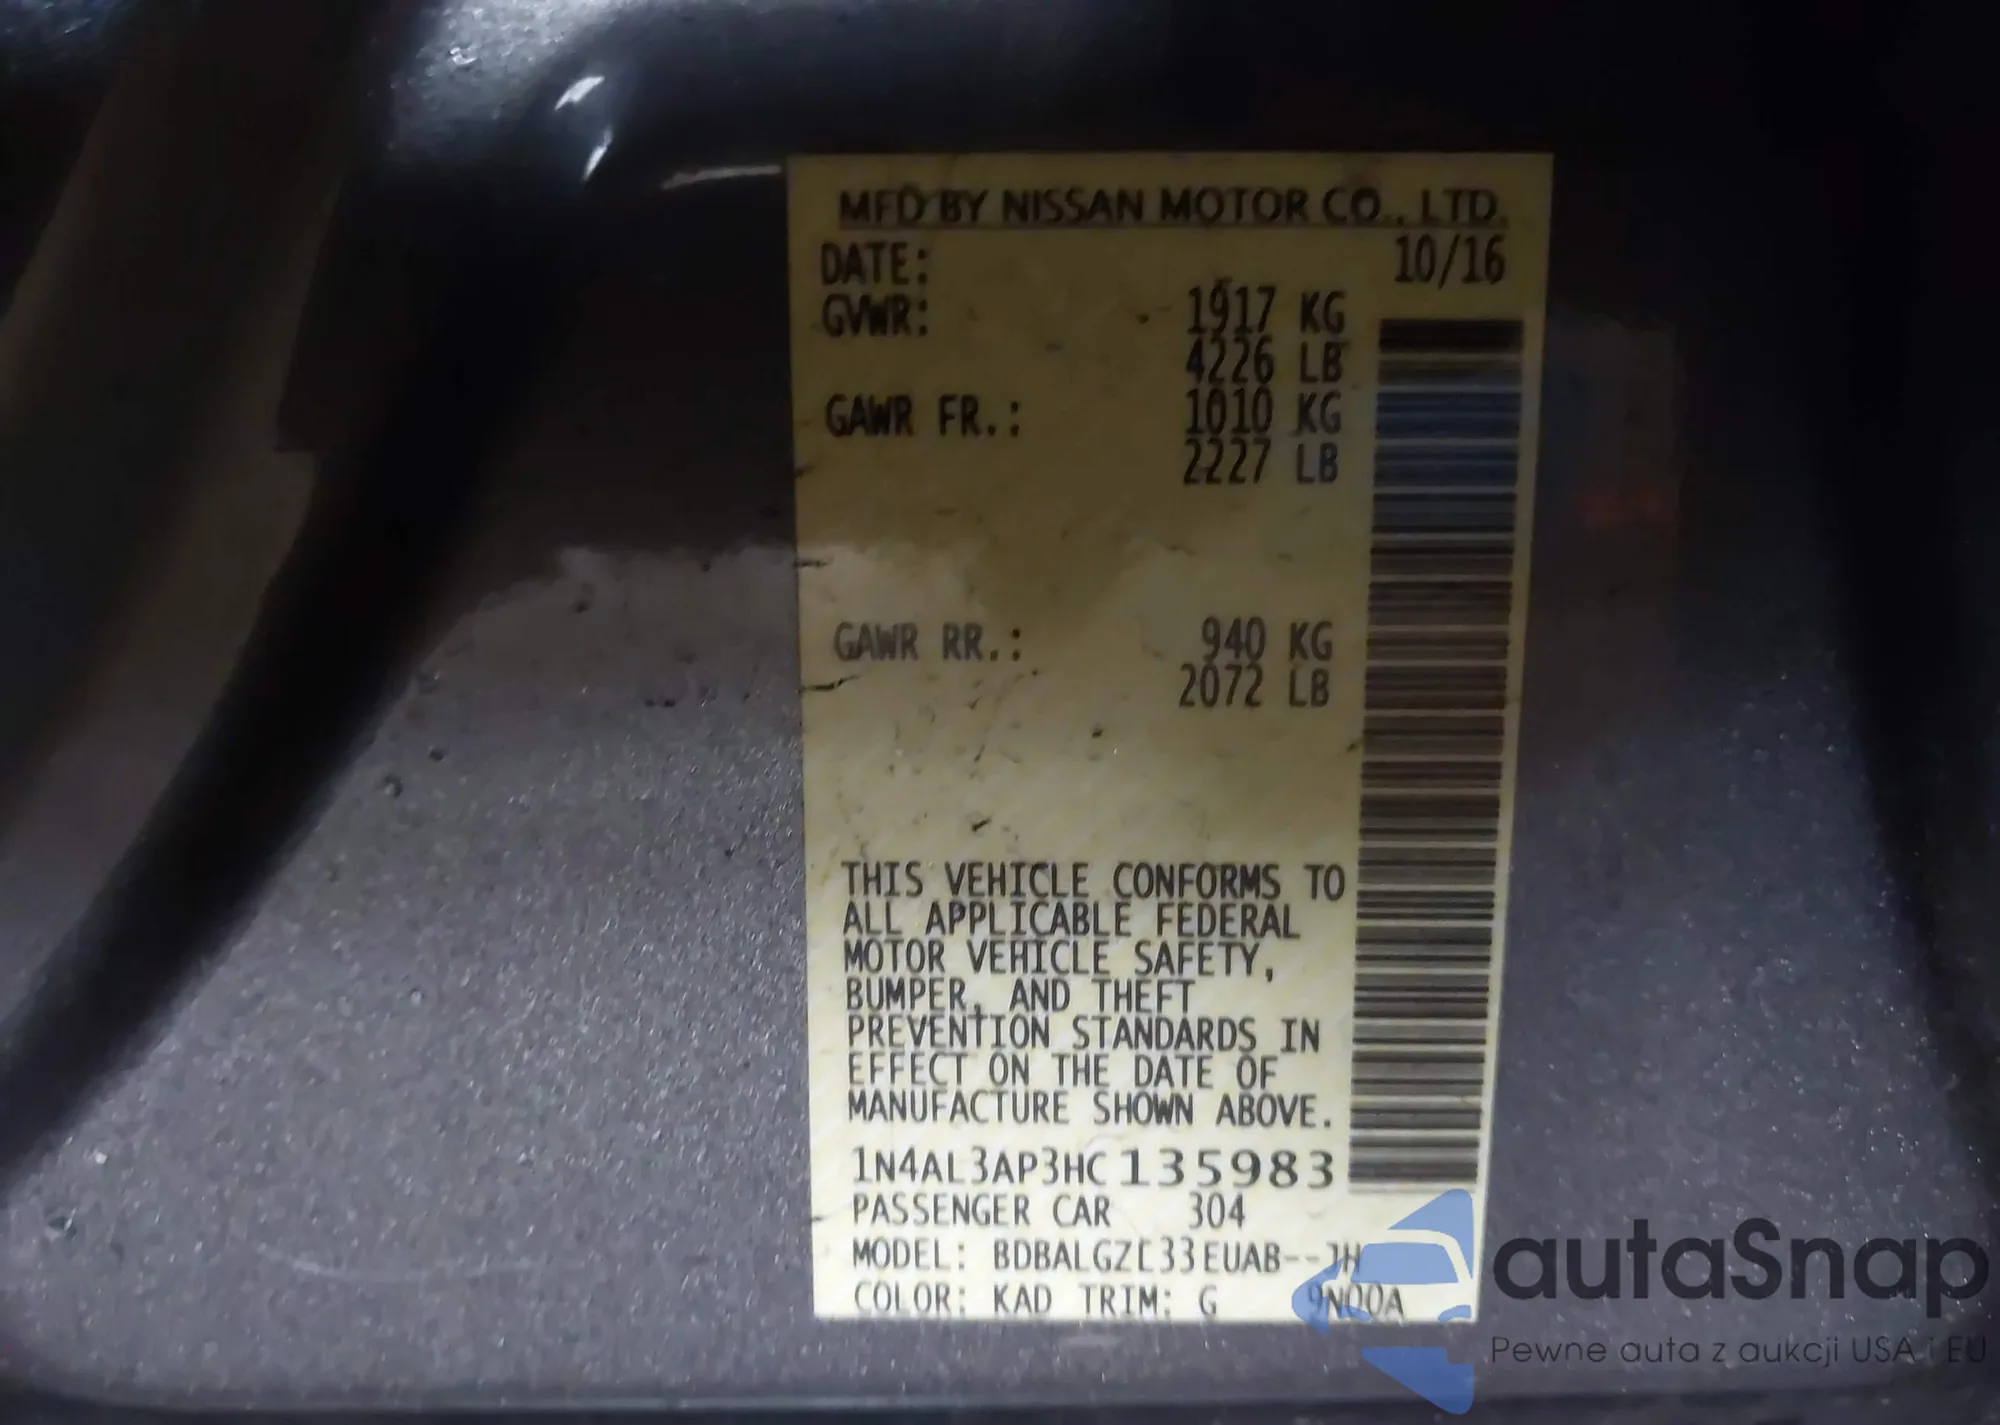 MFD BY NISSAN MOTOR CO., LTD.
DATE: 10/16
GVWR: 1917 KG
4226 LB
GAWR FR.: 1010 KG
2227 LB
GAWR RR.: 940 KG
2072 LB
THIS VEHICLE CONFORMS TO
ALL APPLICABLE FEDERAL
MOTOR VEHICLE SAFETY,
BUMPER, AND THEFT
PREVENTION STANDARDS IN
EFFECT ON THE DATE OF
MANUFACTURE SHOWN ABOVE.
1N4AL3AP3HC135983
PASSENGER CAR 304
MODEL:
COLOR: KAD TRIM: G 9N00A
autaSnap
Pewne auta z aukcji USA i EU